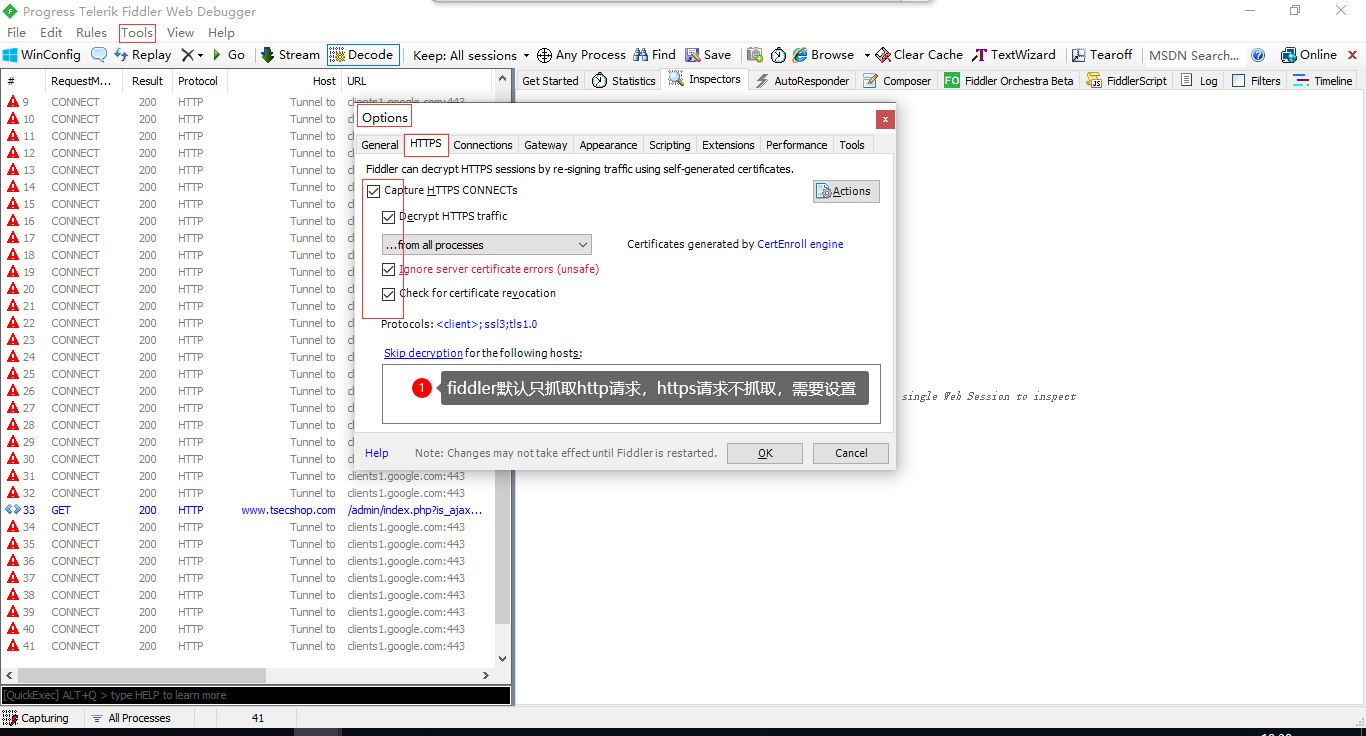 Progress Telerik Fiddler Web Debugger
File Edit Rules Tools View Help
WinConfig Replay Go Stream Decode Keep: All sessions Any Process Find Save Browse Clear Cache TextWizard Tearoff MSDN Search... Online
# RequestM... Result Protocol Host URL
Get Started Statistics Inspectors AutoResponder Composer FO Fiddler Orchestra Beta FiddlerScript Log Filters Timeline
9 CONNECT 200 HTTP Tunnel to clients1.google.com:443
10 CONNECT 200 HTTP Tunnel to
11 CONNECT 200 HTTP Tunnel to
12 CONNECT 200 HTTP Tunnel to
13 CONNECT 200 HTTP Tunnel to
14 CONNECT 200 HTTP Tunnel to
15 CONNECT 200 HTTP Tunnel to
16 CONNECT 200 HTTP Tunnel to
17 CONNECT 200 HTTP Tunnel to
18 CONNECT 200 HTTP Tunnel to
19 CONNECT 200 HTTP Tunnel to
20 CONNECT 200 HTTP Tunnel to
21 CONNECT 200 HTTP Tunnel to
22 CONNECT 200 HTTP Tunnel to
23 CONNECT 200 HTTP Tunnel to
24 CONNECT 200 HTTP Tunnel to
25 CONNECT 200 HTTP Tunnel to
26 CONNECT 200 HTTP Tunnel to
27 CONNECT 200 HTTP Tunnel to
28 CONNECT 200 HTTP Tunnel to
29 CONNECT 200 HTTP Tunnel to
30 CONNECT 200 HTTP Tunnel to
31 CONNECT 200 HTTP Tunnel to clients1.google.com:443
32 CONNECT 200 HTTP Tunnel to clients1.google.com:443
33 GET 200 HTTP www.tsecshop.com /admin/index.php?is_ajax...
34 CONNECT 200 HTTP Tunnel to clients1.google.com:443
35 CONNECT 200 HTTP Tunnel to clients1.google.com:443
36 CONNECT 200 HTTP Tunnel to clients1.google.com:443
37 CONNECT 200 HTTP Tunnel to clients1.google.com:443
38 CONNECT 200 HTTP Tunnel to clients1.google.com:443
39 CONNECT 200 HTTP Tunnel to clients1.google.com:443
40 CONNECT 200 HTTP Tunnel to clients1.google.com:443
41 CONNECT 200 HTTP Tunnel to clients1.google.com:443
Options
General HTTPS Connections Gateway Appearance Scripting Extensions Performance Tools
Fiddler can decrypt HTTPS sessions by re-signing traffic using self-generated certificates.
Capture HTTPS CONNECTs
Actions
Decrypt HTTPS traffic
...from all processes
Certificates generated by CertEnroll engine
Ignore server certificate errors (unsafe)
Check for certificate revocation
Protocols: <client>;ssl3;tls1.0
Skip decryption for the following hosts:
1 fiddler默认只抓取http请求，https请求不抓取，需要设置
Help Note: Changes may not take effect until Fiddler is restarted. OK Cancel
single Web Session to inspect
[QuickExec] ALT+Q > type HELP to learn more
Capturing All Processes 41